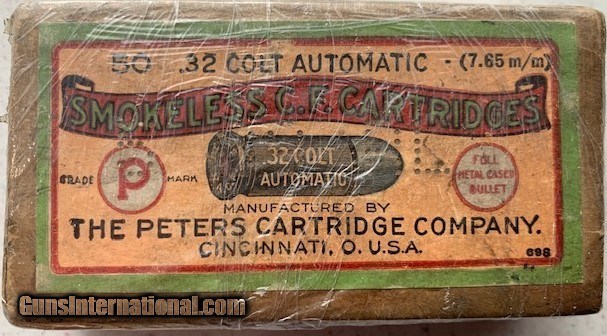 50 .32 COLT AUTOMATIC - (7.65 m/m)
SMOKELESS C.F. CARTRIDGES
TRADE P MARK
.32 COLT
AUTOMATIC
FULL
METAL CASED
BULLET
MANUFACTURED BY
THE PETERS CARTRIDGE COMPANY.
CINCINNATI, O. U.S.A.
698
GunsInternational.com